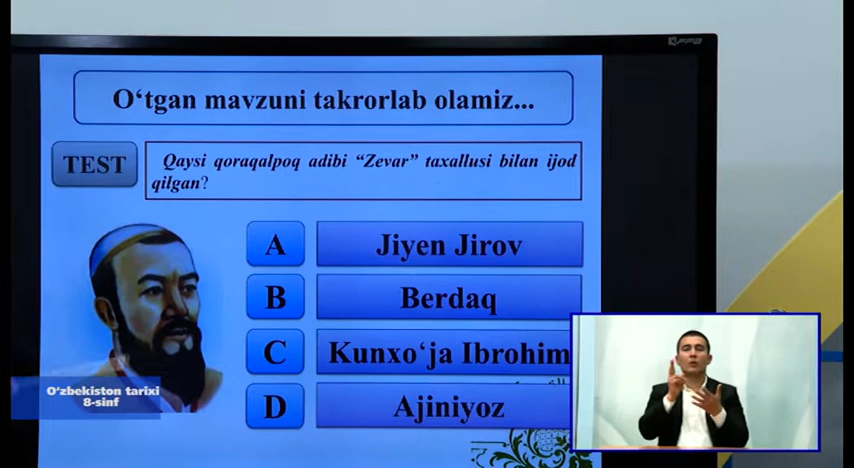 O‘tgan mavzuni takrorlab olamiz...
TEST
Qaysi qoraqalpoq adibi “Zevar” taxallusi bilan ijod
qilgan?
A
Jiyen Jirov
B
Berdaq
C
Kunxo‘ja Ibrohim
D
Ajiniyoz
O‘zbekiston tarixi
8-sinf